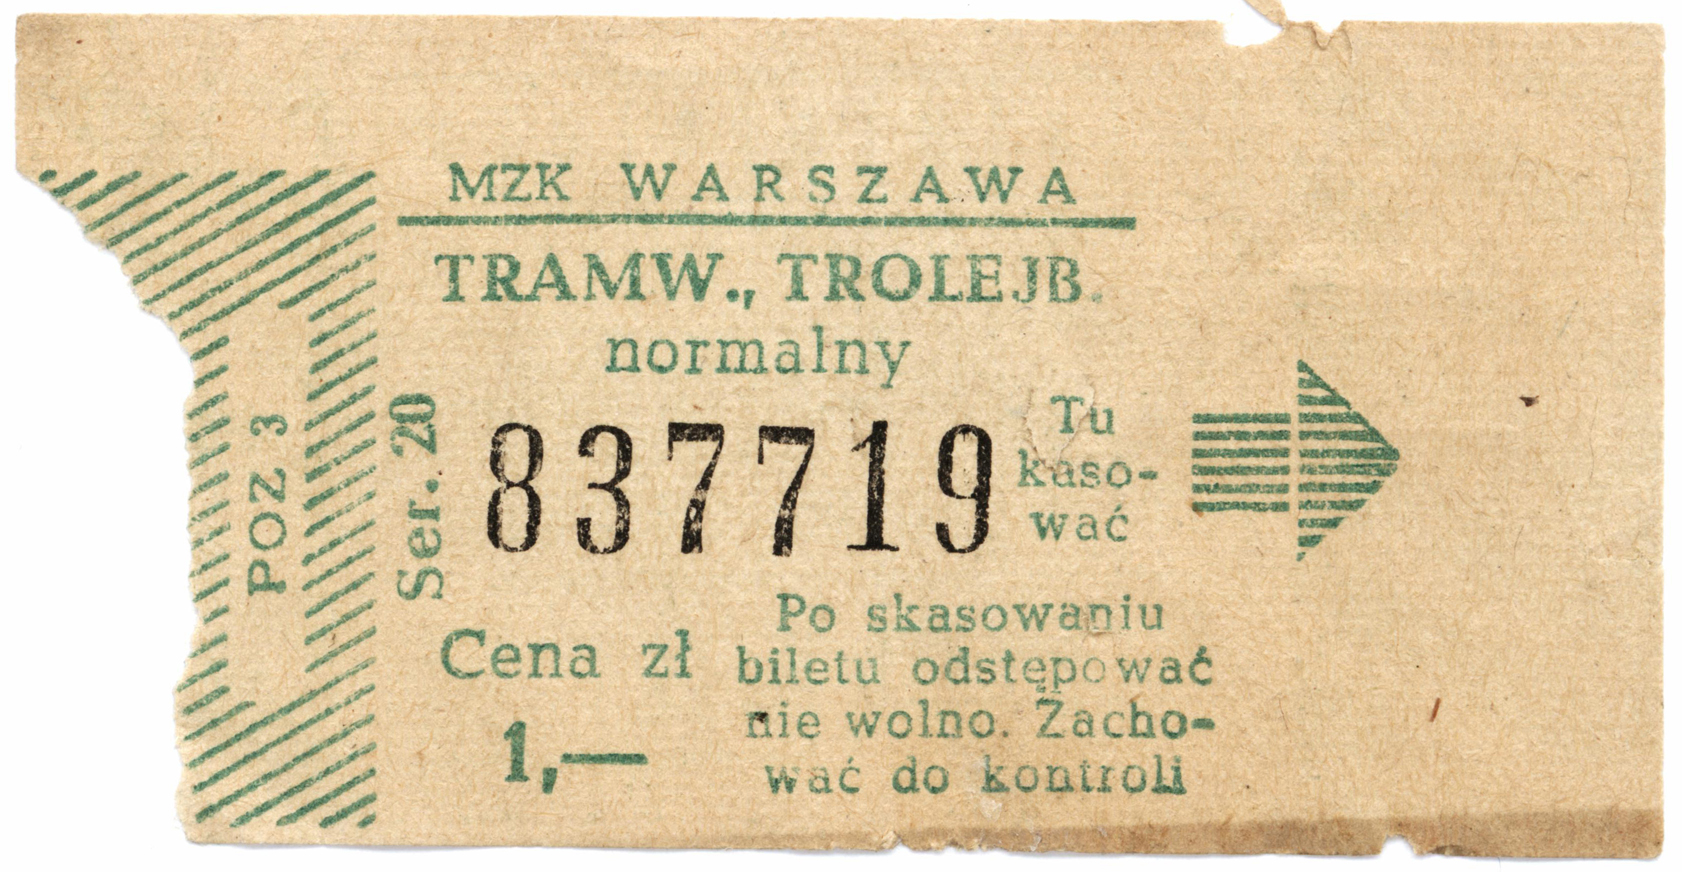 MZK WARSZAWA
TRAMW., TROLEJB.
normalny
POZ 3
Ser. 20
837719
Tu
kaso-
wać
Cena zł
1,—
Po skasowaniu
biletu odstępować
nie wolno. Zacho-
wać do kontroli